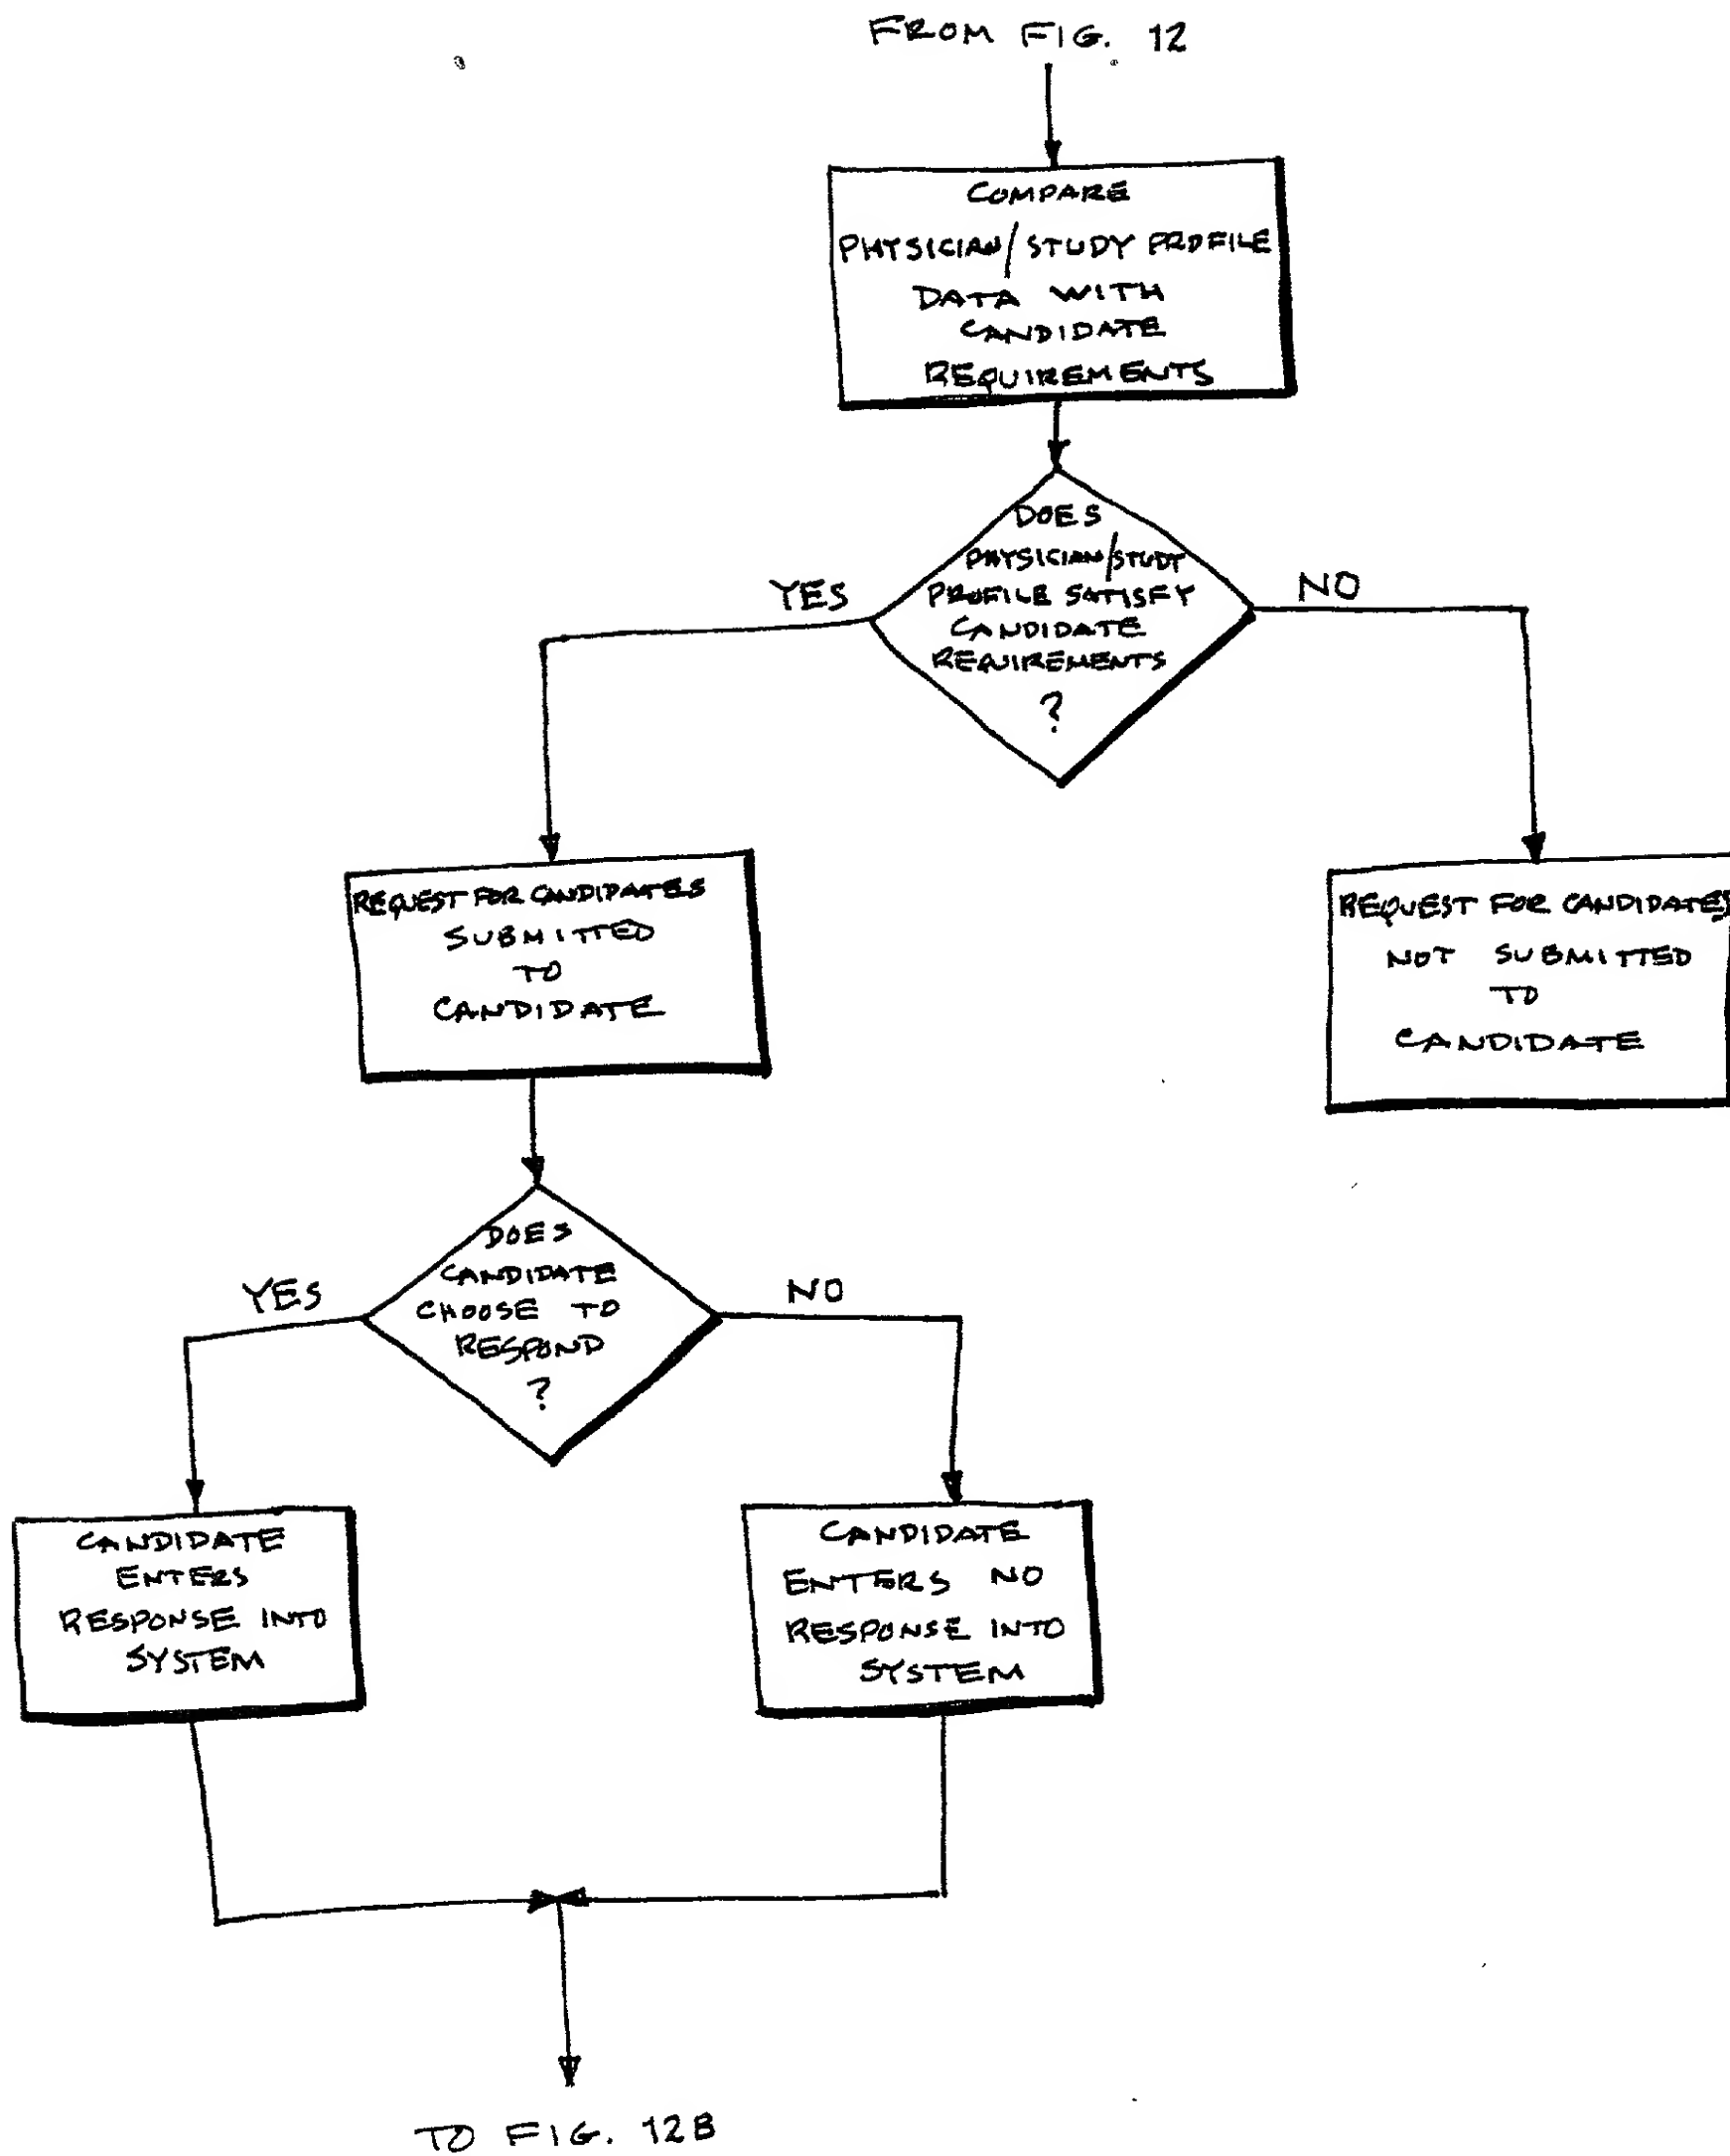 FROM FIG. 12
COMPARE
PHYSICIAN/STUDY PROFILE
DATA WITH
CANDIDATE
REQUIREMENTS
DOES
PHYSICIAN/STUDY
PROFILE SATISFY
CANDIDATE
REQUIREMENTS
?
YES
NO
REQUEST FOR CANDIDATES
SUBMITTED
TO
CANDIDATE
REQUEST FOR CANDIDATES
NOT SUBMITTED
TO
CANDIDATE
DOES
CANDIDATE
CHOOSE TO
RESPOND
?
YES
NO
CANDIDATE
ENTERS
RESPONSE INTO
SYSTEM
CANDIDATE
ENTERS NO
RESPONSE INTO
SYSTEM
TO FIG. 12B